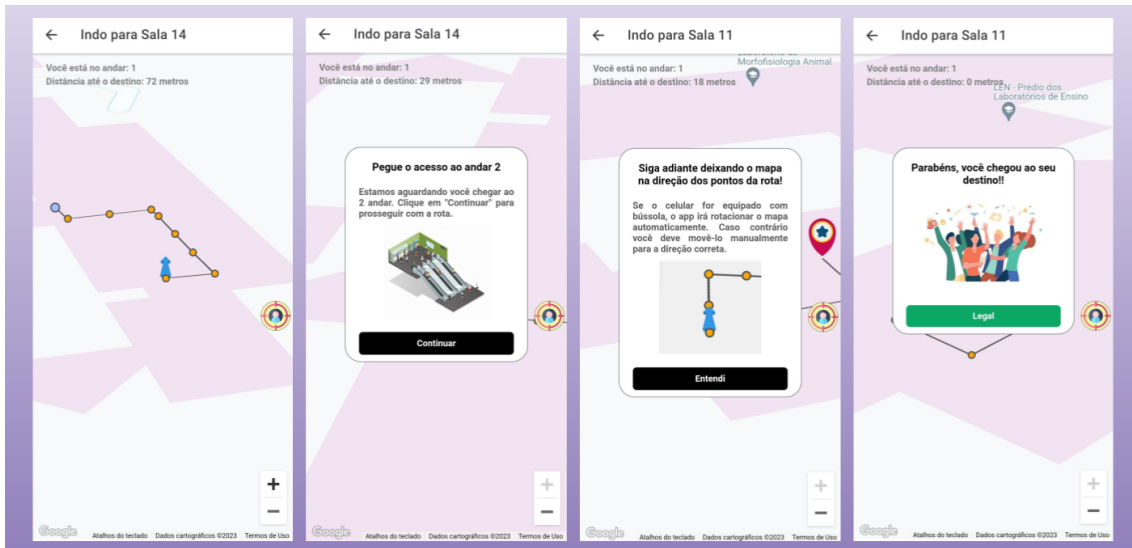 Indo para Sala 14
Você está no andar: 1
Distância até o destino: 72 metros
Google
Atalhos do teclado Dados cartográficos ©2023 Termos de Uso
Indo para Sala 14
Você está no andar: 1
Distância até o destino: 29 metros
Pegue o acesso ao andar 2
Estamos aguardando você chegar ao
2 andar. Clique em "Continuar" para
prosseguir com a rota.
Continuar
Google
Atalhos do teclado Dados cartográficos ©2023 Termos de Uso
Indo para Sala 11
Morfofisiologia Animal
Você está no andar: 1
Distância até o destino: 18 metros
Siga adiante deixando o mapa
na direção dos pontos da rota!
Se o celular for equipado com
bússola, o app irá rotacionar o mapa
automaticamente. Caso contrário
você deve movê-lo manualmente
para a direção correta.
Entendi
Google
Atalhos do teclado Dados cartográficos ©2023 Termos de Uso
Indo para Sala 11
Você está no andar: 1
Distância até o destino: 0 metros
LEN - Prédio dos
Laboratórios de Ensino
Parabéns, você chegou ao seu
destino!!
Legal
Google
Atalhos do teclado Dados cartográficos ©2023 Termos de Uso